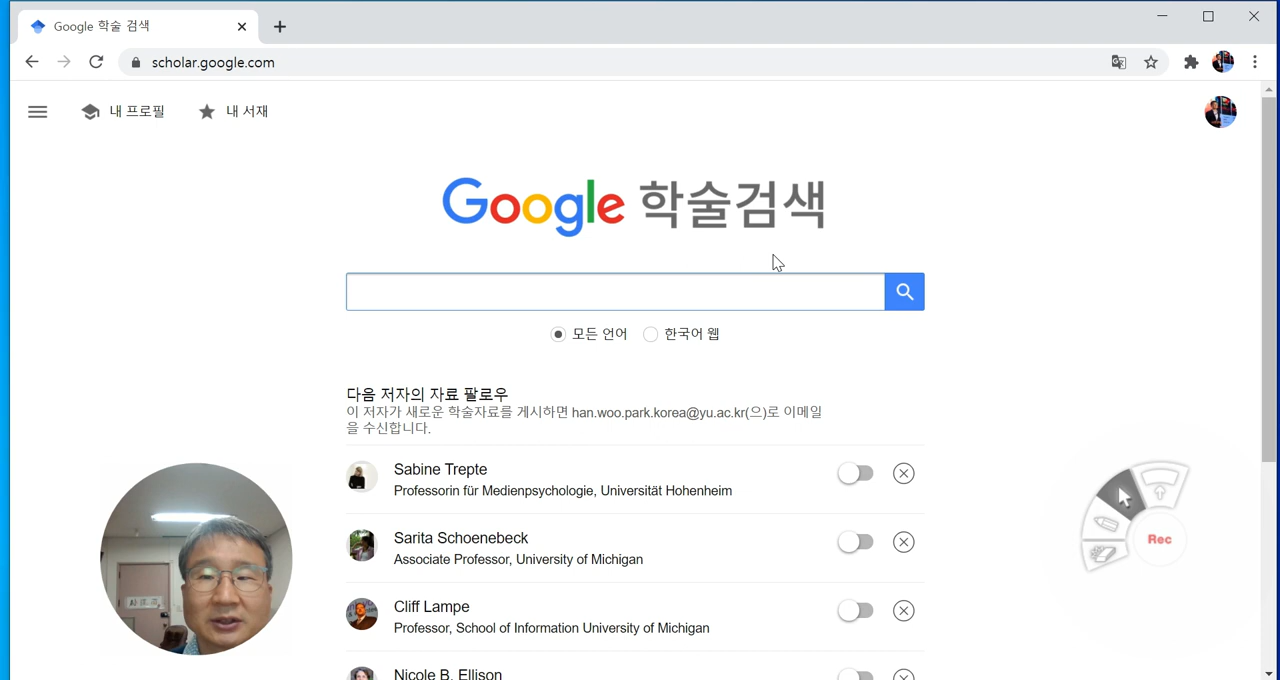 Google 학술 검색
scholar.google.com
내 프로필
내 서재
Google 학술검색
모든 언어
한국어 웹
다음 저자의 자료 팔로우
이 저자가 새로운 학술자료를 게시하면 han.woo.park.korea@yu.ac.kr(으)로 이메일
을 수신합니다.
Sabine Trepte
Professorin für Medienpsychologie, Universität Hohenheim
Sarita Schoenebeck
Associate Professor, University of Michigan
Cliff Lampe
Professor, School of Information University of Michigan
Nicole B. Ellison
Rec